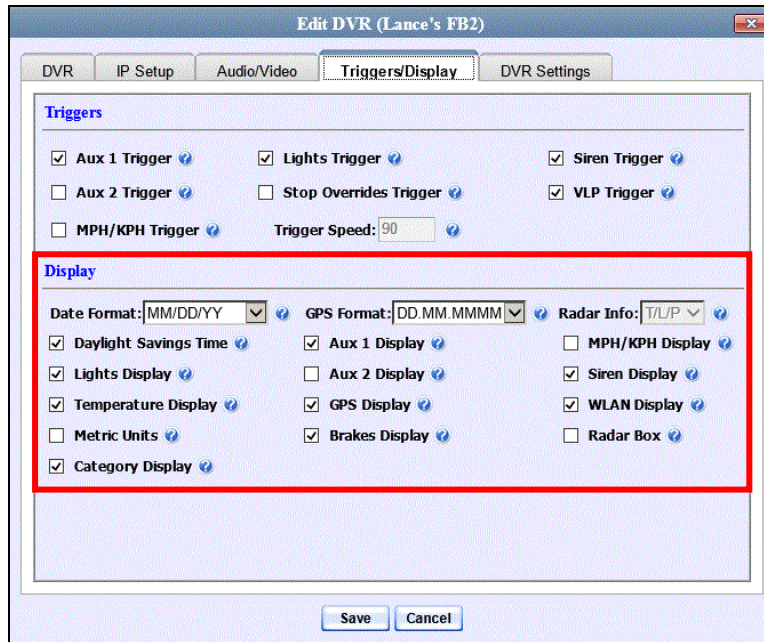 Edit DVR (Lance's FB2)
DVR IP Setup Audio/Video Triggers/Display DVR Settings
Triggers
Aux 1 Trigger Lights Trigger Siren Trigger
Aux 2 Trigger Stop Overrides Trigger VLP Trigger
MPH/KPH Trigger Trigger Speed: 90
Display
Date Format: MM/DD/YY GPS Format: DD.MM.MMMM Radar Info: T/L/P
Daylight Savings Time Aux 1 Display MPH/KPH Display
Lights Display Aux 2 Display Siren Display
Temperature Display GPS Display WLAN Display
Metric Units Brakes Display Radar Box
Category Display
Save Cancel